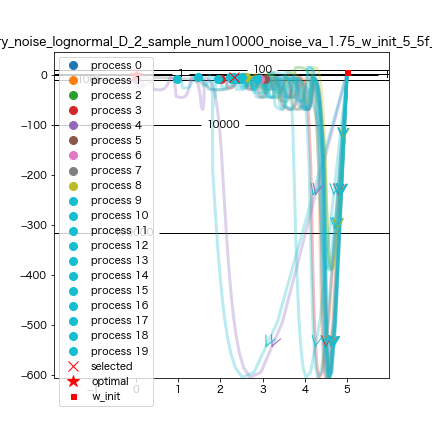 ry_noise_lognormal_D_2_sample_num10000_noise_va_1.75_w_init_5_5f_
process 0
process 1
process 2
process 3
process 4
process 5
process 6
process 7
process 8
process 9
process 10
process 11
process 12
process 13
process 14
process 15
process 16
process 17
process 18
process 19
selected
optimal
w_init
1
100
10000
0
−100
−200
−300
−400
−500
−600
0
1
2
3
4
5